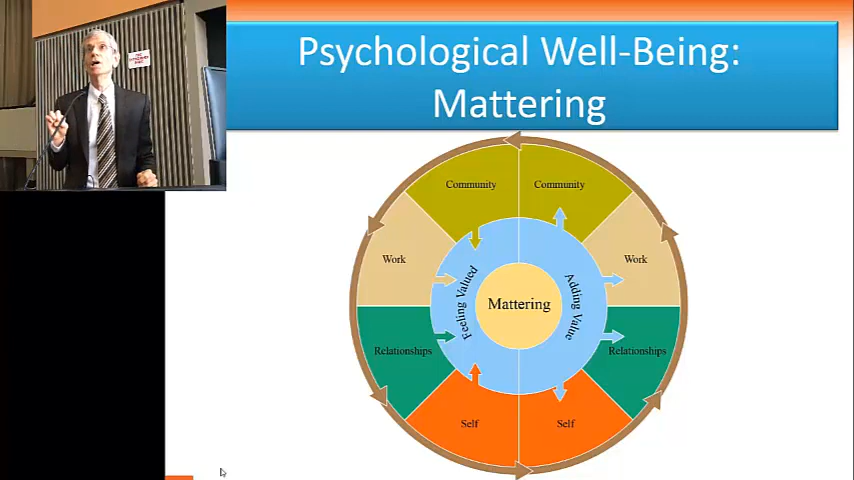 Psychological Well-Being:
Mattering
Community
Community
Work
Work
Feeling Valued
Mattering
Adding Value
Relationships
Relationships
Self
Self